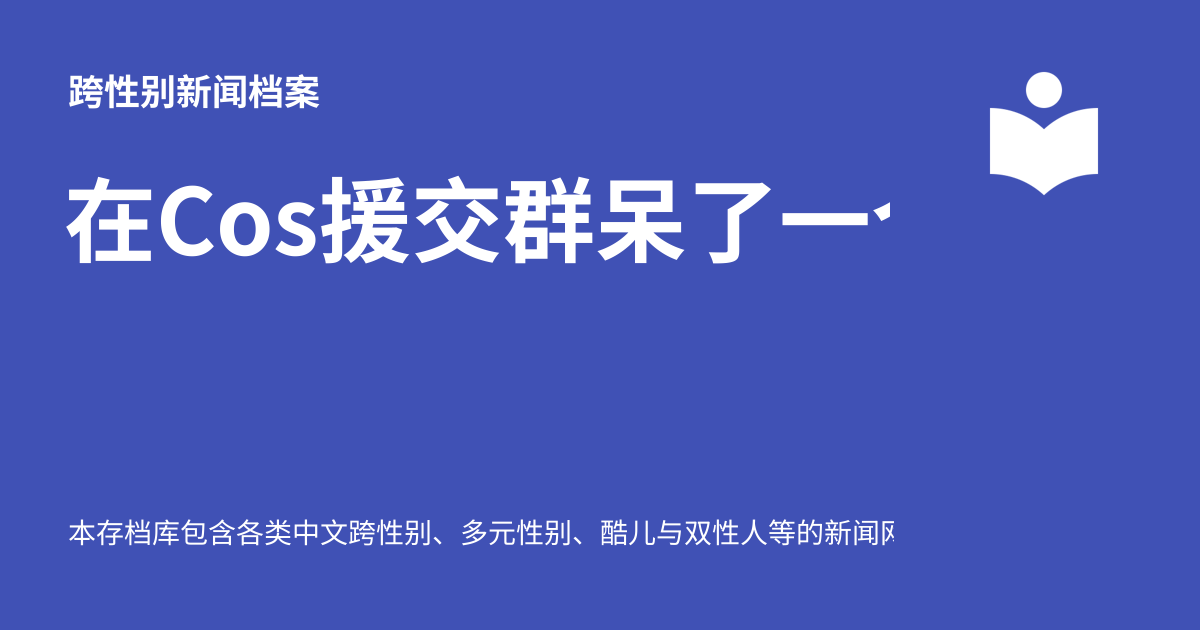 跨性别新闻档案
在Cos援交群呆了一
本存档库包含各类中文跨性别、多元性别、酷儿与双性人等的新闻